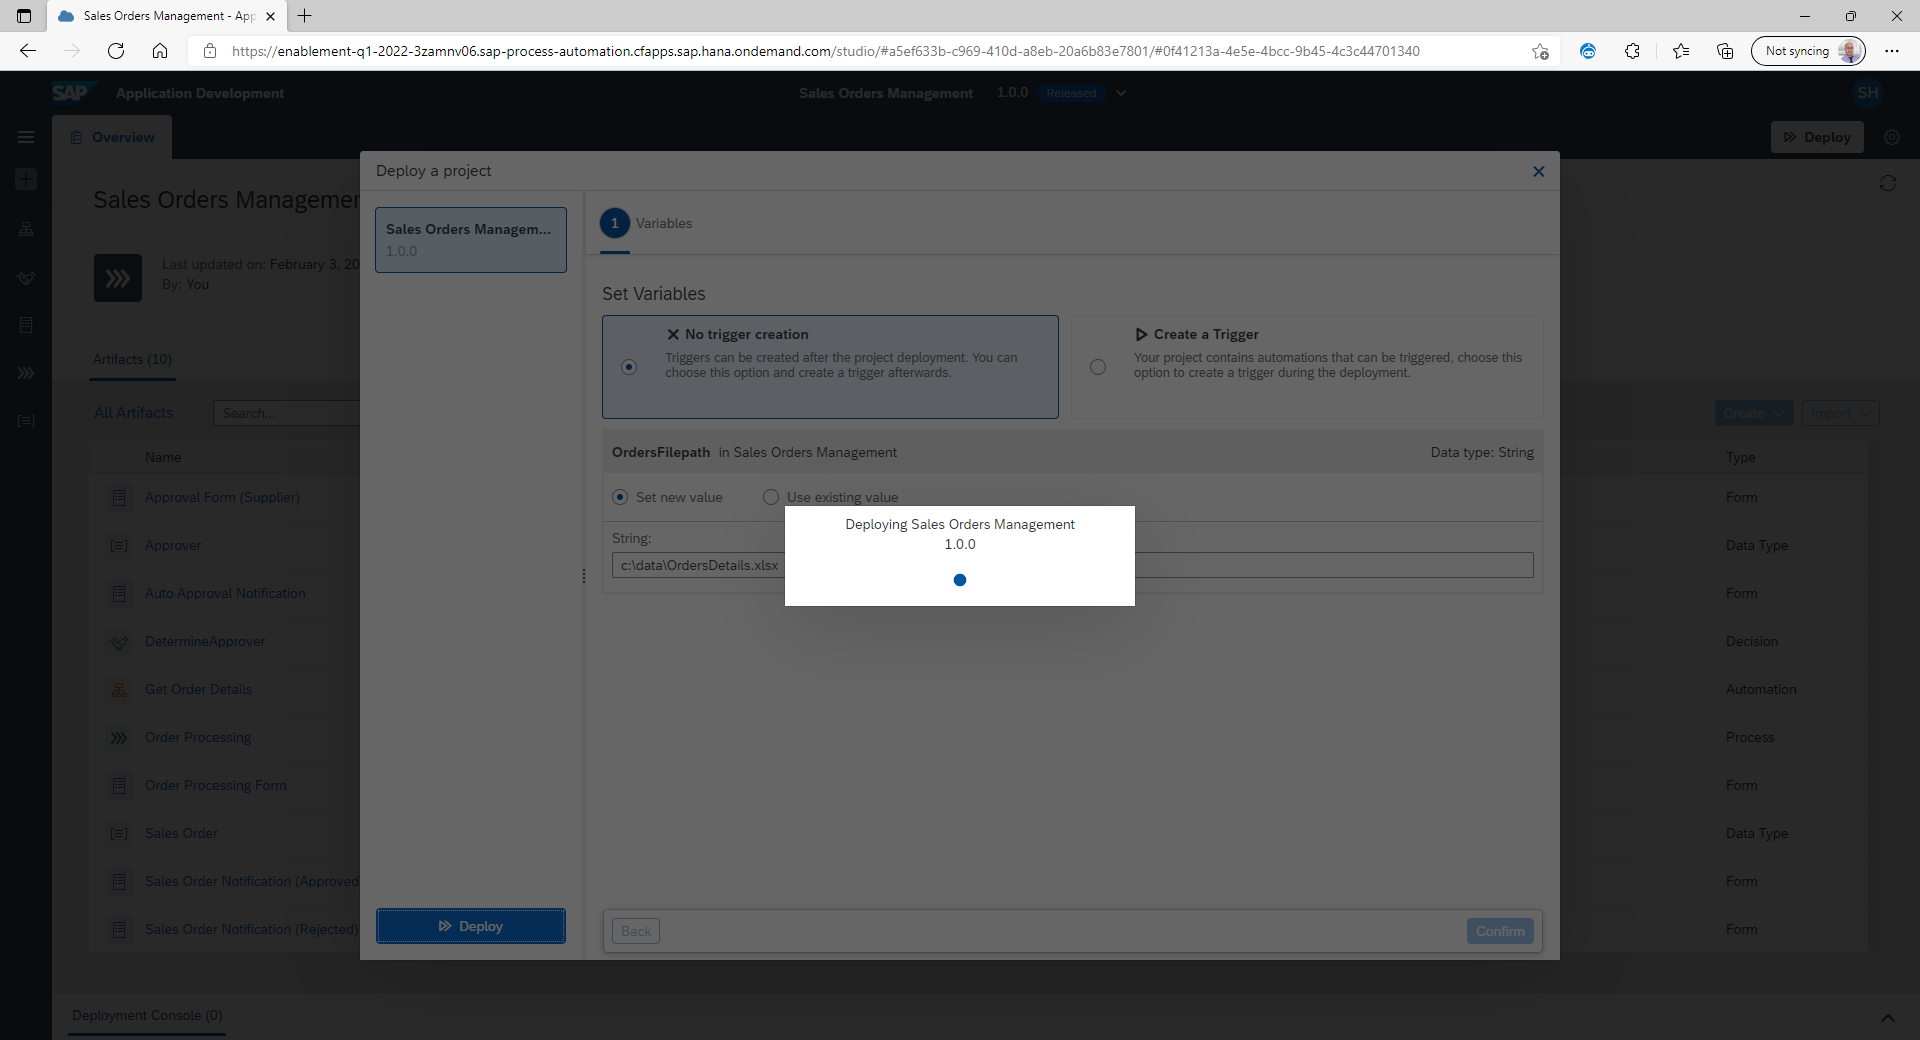 Sales Orders Management - App
https://enablement-q1-2022-3zamnv06.sap-process-automation.cfapps.sap.hana.ondemand.com/studio/#a5ef633b-c969-410d-a8eb-20a6b83e7801/#0f41213a-4e5e-4bcc-9b45-4c3c44701340
Not syncing
SAP
Application Development
Sales Orders Management 1.0.0 Released
SH
Overview
Deploy
Sales Orders Managemen
Last updated on: February 3, 20
By: You
Artifacts (10)
All Artifacts
Search...
Create
Import
Name
Type
Approval Form (Supplier)
Form
Approver
Data Type
Auto Approval Notification
Form
DetermineApprover
Decision
Get Order Details
Automation
Order Processing
Process
Order Processing Form
Form
Sales Order
Data Type
Sales Order Notification (Approved
Form
Sales Order Notification (Rejected)
Form
Deployment Console (0)
Deploy a project
Sales Orders Managem...
1.0.0
Deploy
1 Variables
Set Variables
No trigger creation
Triggers can be created after the project deployment. You can
choose this option and create a trigger afterwards.
Create a Trigger
Your project contains automations that can be triggered, choose this
option to create a trigger during the deployment.
OrdersFilepath in Sales Orders Management
Data type: String
Set new value
Use existing value
String:
c:\data\OrdersDetails.xlsx
Back
Confirm
Deploying Sales Orders Management
1.0.0